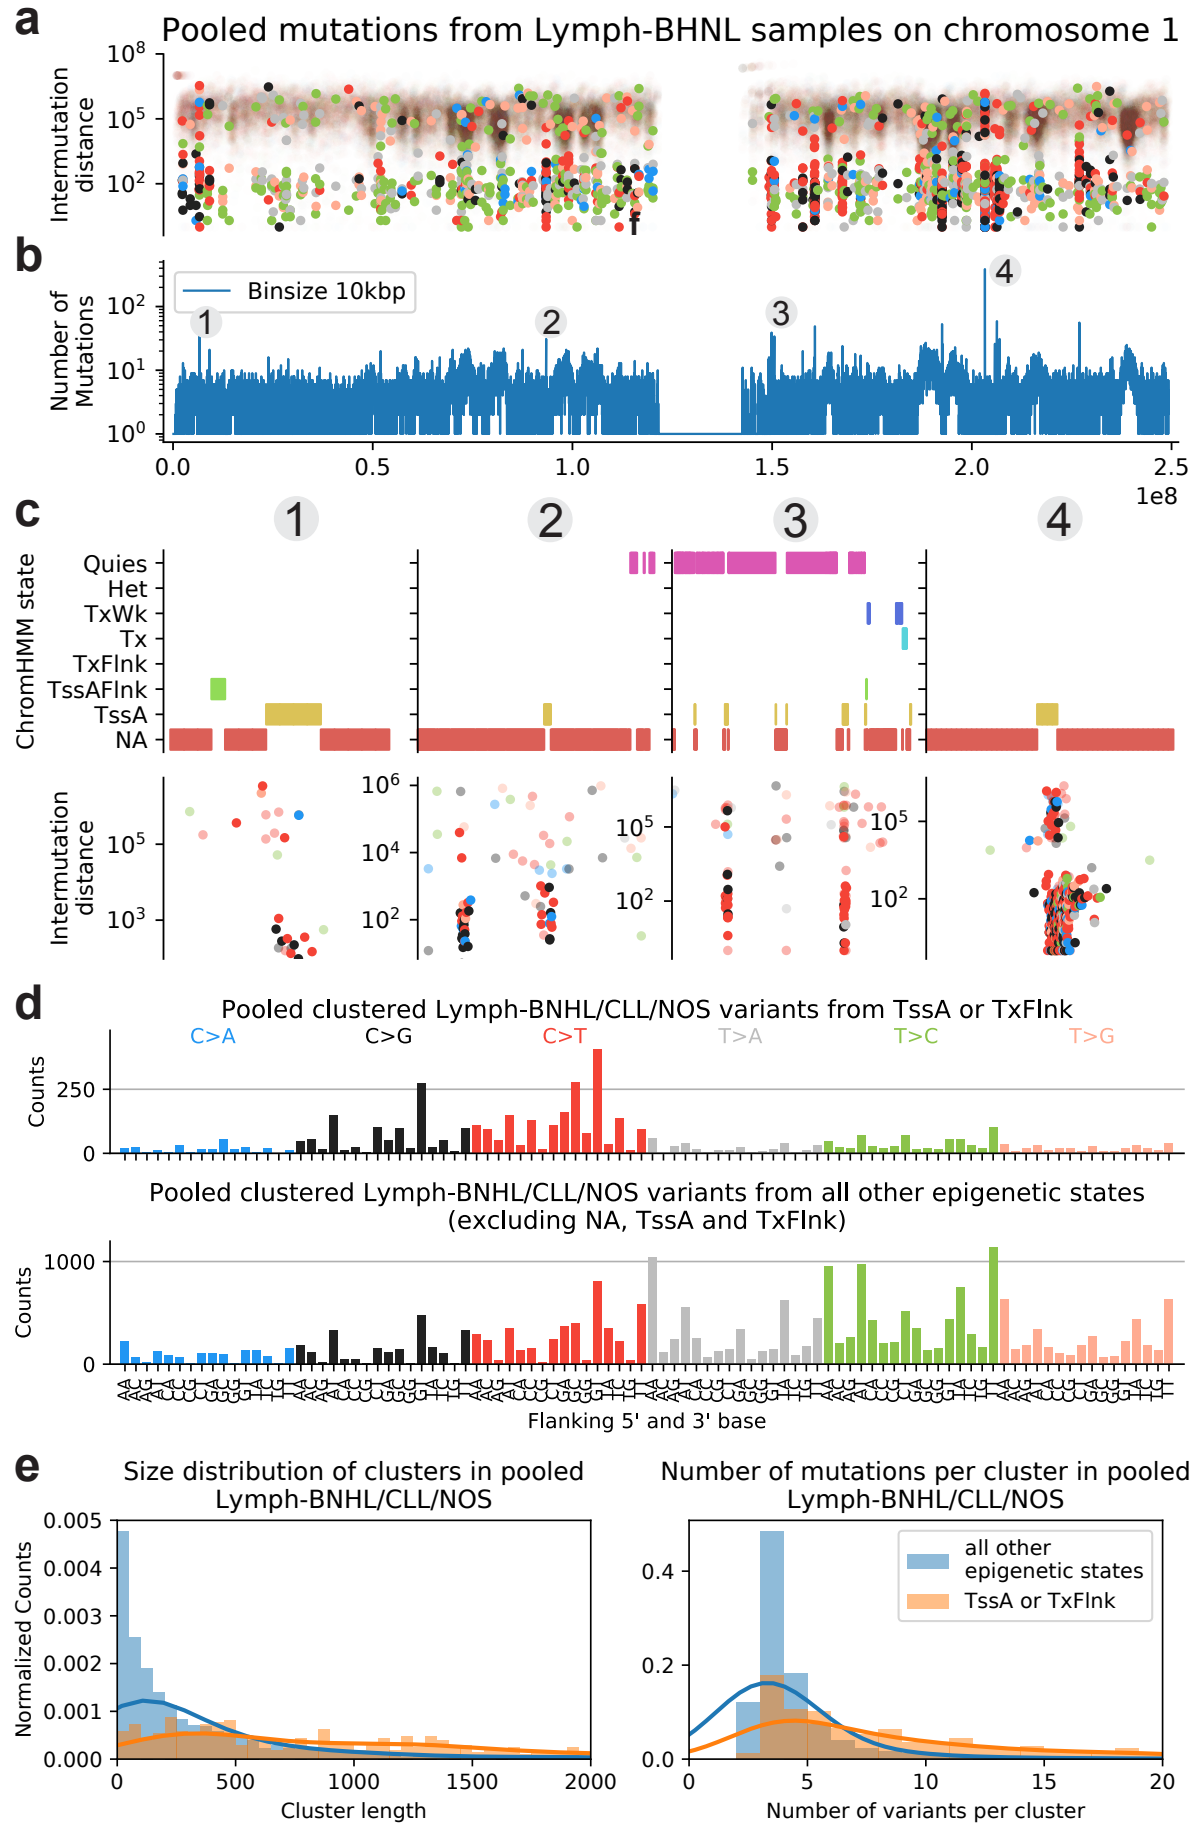 a
Pooled mutations from Lymph-BHNL samples on chromosome 1
Intermutation
distance
10^8
10^5
10^2
f
b
Number of
Mutations
10^2
10^1
10^0
Binsize 10kbp
1
2
3
4
0.0 0.5 1.0 1.5 2.0 2.5
1e8
c
1 2 3 4
ChromHMM state
Quies
Het
TxWk
Tx
TxFlnk
TssAFlnk
TssA
NA
Intermutation
distance
10^5
10^3
10^6
10^4
10^2
10^5
10^2
10^5
10^2
d
Pooled clustered Lymph-BNHL/CLL/NOS variants from TssA or TxFlnk
C>A C>G C>T T>A T>C T>G
Counts
250
0
Pooled clustered Lymph-BNHL/CLL/NOS variants from all other epigenetic states
(excluding NA, TssA and TxFlnk)
Counts
1000
0
Flanking 5' and 3' base
e
Size distribution of clusters in pooled
Lymph-BNHL/CLL/NOS
Normalized Counts
0.005
0.004
0.003
0.002
0.001
0.000
0 500 1000 1500 2000
Cluster length
Number of mutations per cluster in pooled
Lymph-BNHL/CLL/NOS
all other
epigenetic states
TssA or TxFlnk
0.4
0.2
0.0
0 5 10 15 20
Number of variants per cluster